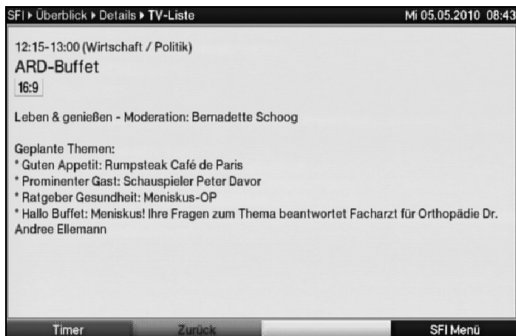 SFI ▸ Überblick ▸ Details ▸ TV-Liste Mi 05.05.2010 08:43
12:15-13:00 (Wirtschaft / Politik)
ARD-Buffet
16:9
Leben & genießen - Moderation: Bernadette Schoog
Geplante Themen:
* Guten Appetit: Rumpsteak Café de Paris
* Prominenter Gast: Schauspieler Peter Davor
* Ratgeber Gesundheit: Meniskus-OP
* Hallo Buffet: Meniskus! Ihre Fragen zum Thema beantwortet Facharzt für Orthopädie Dr.
Andree Ellemann
Timer Zurück SFI Menü